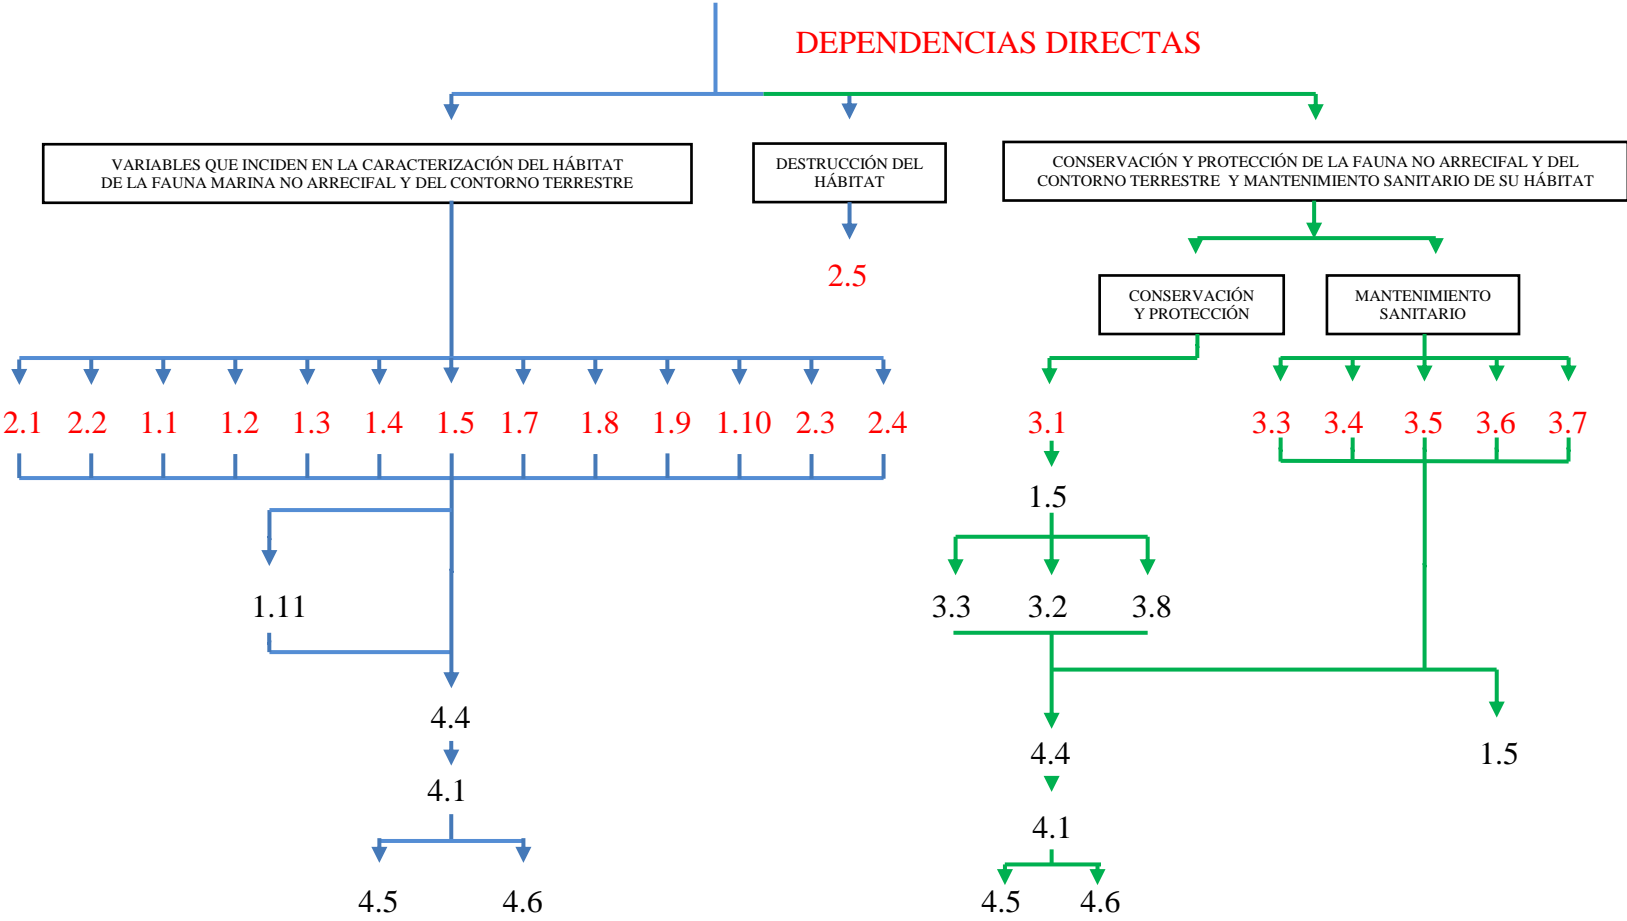 DEPENDENCIAS DIRECTAS
VARIABLES QUE INCIDEN EN LA CARACTERIZACIÓN DEL HÁBITAT
DE LA FAUNA MARINA NO ARRECIFAL Y DEL CONTORNO TERRESTRE
DESTRUCCIÓN DEL
HÁBITAT
CONSERVACIÓN Y PROTECCIÓN DE LA FAUNA NO ARRECIFAL Y DEL
CONTORNO TERRESTRE Y MANTENIMIENTO SANITARIO DE SU HÁBITAT
2.5
CONSERVACIÓN
Y PROTECCIÓN
MANTENIMIENTO
SANITARIO
2.1 2.2 1.1 1.2 1.3 1.4 1.5 1.7 1.8 1.9 1.10 2.3 2.4
3.1
3.3 3.4 3.5 3.6 3.7
1.5
1.11
3.3 3.2 3.8
4.4
4.4
1.5
4.1
4.1
4.5 4.6
4.5 4.6